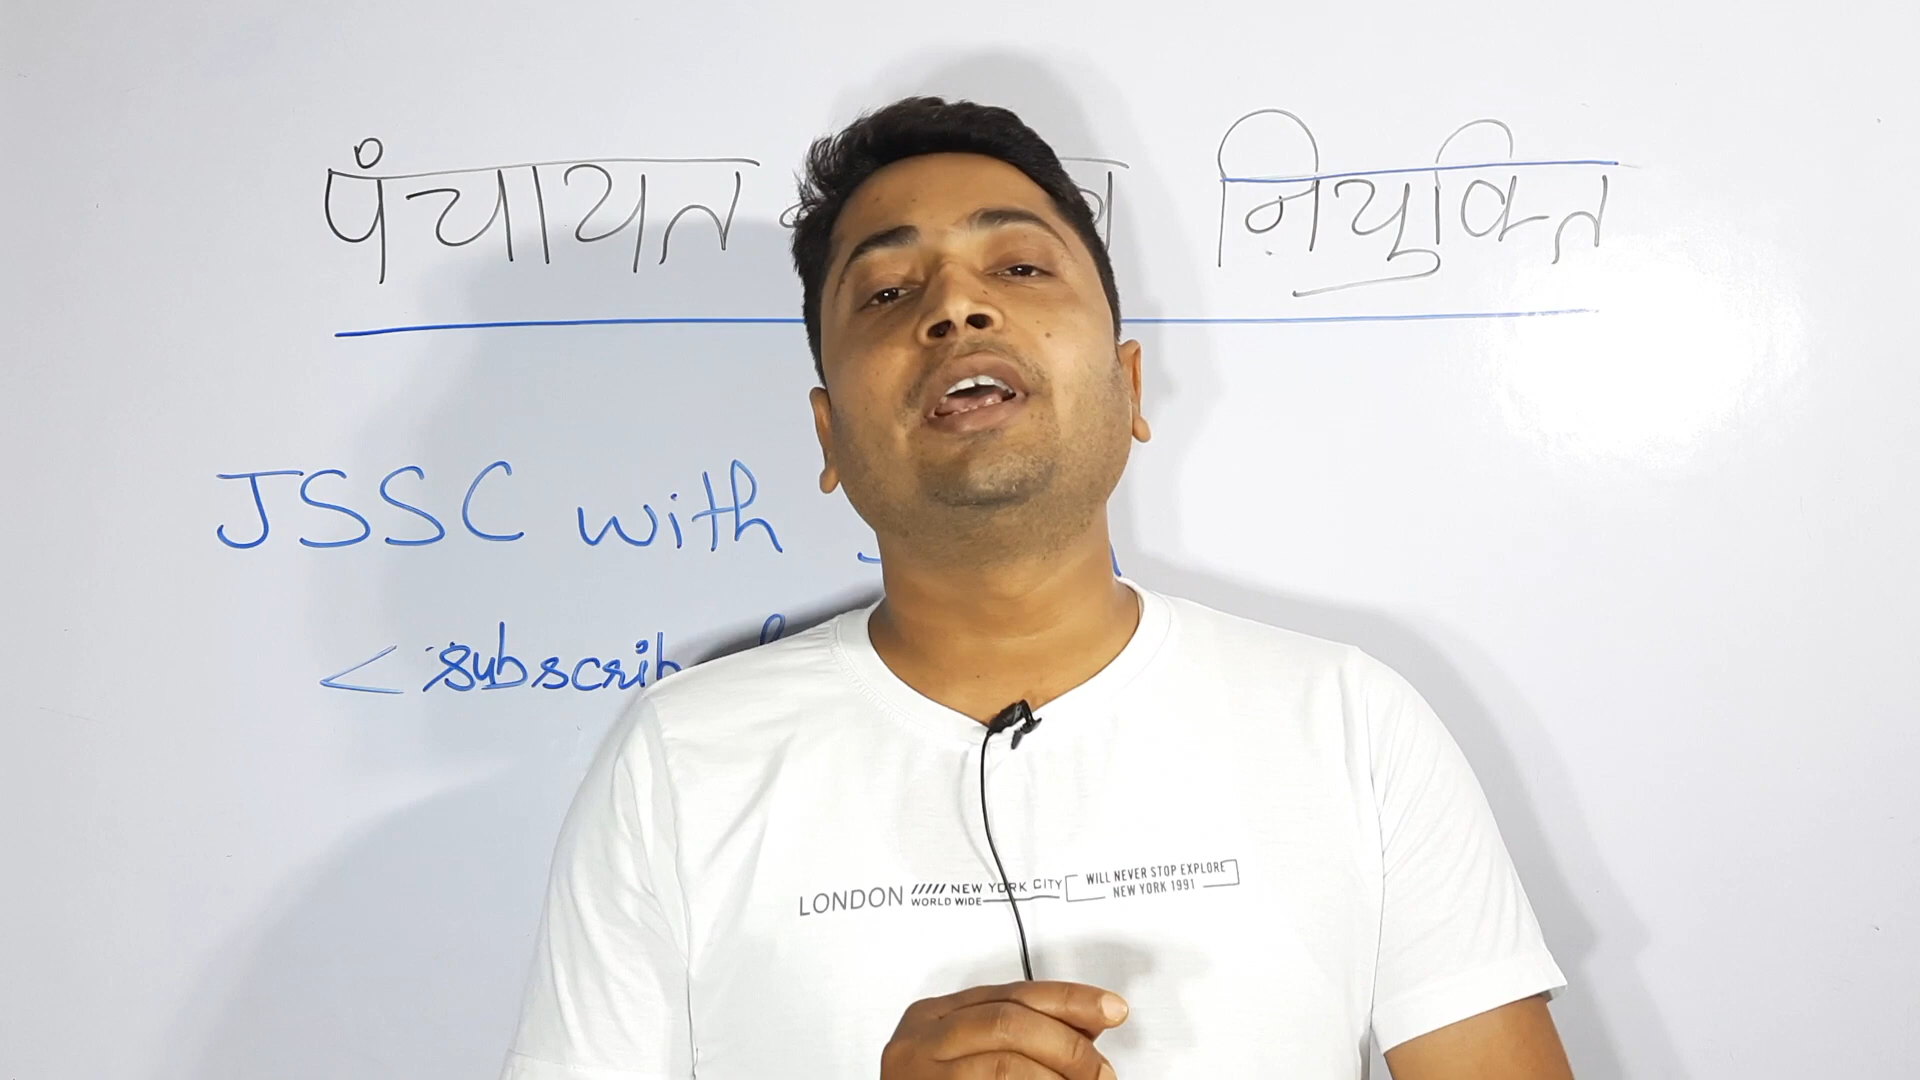 पंचायत नियुक्ति
JSSC with
< subscrib
LONDON ///// NEW YORK CITY
WORLD WIDE
WILL NEVER STOP EXPLORE
NEW YORK 1991